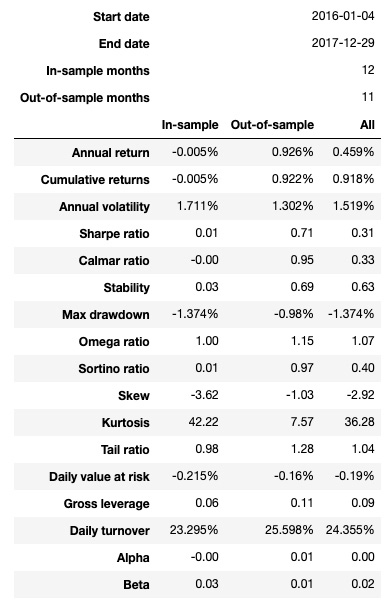 Start date 2016-01-04
End date 2017-12-29
In-sample months 12
Out-of-sample months 11
In-sample Out-of-sample All
Annual return -0.005% 0.926% 0.459%
Cumulative returns -0.005% 0.922% 0.918%
Annual volatility 1.711% 1.302% 1.519%
Sharpe ratio 0.01 0.71 0.31
Calmar ratio -0.00 0.95 0.33
Stability 0.03 0.69 0.63
Max drawdown -1.374% -0.98% -1.374%
Omega ratio 1.00 1.15 1.07
Sortino ratio 0.01 0.97 0.40
Skew -3.62 -1.03 -2.92
Kurtosis 42.22 7.57 36.28
Tail ratio 0.98 1.28 1.04
Daily value at risk -0.215% -0.16% -0.19%
Gross leverage 0.06 0.11 0.09
Daily turnover 23.295% 25.598% 24.355%
Alpha -0.00 0.01 0.00
Beta 0.03 0.01 0.02